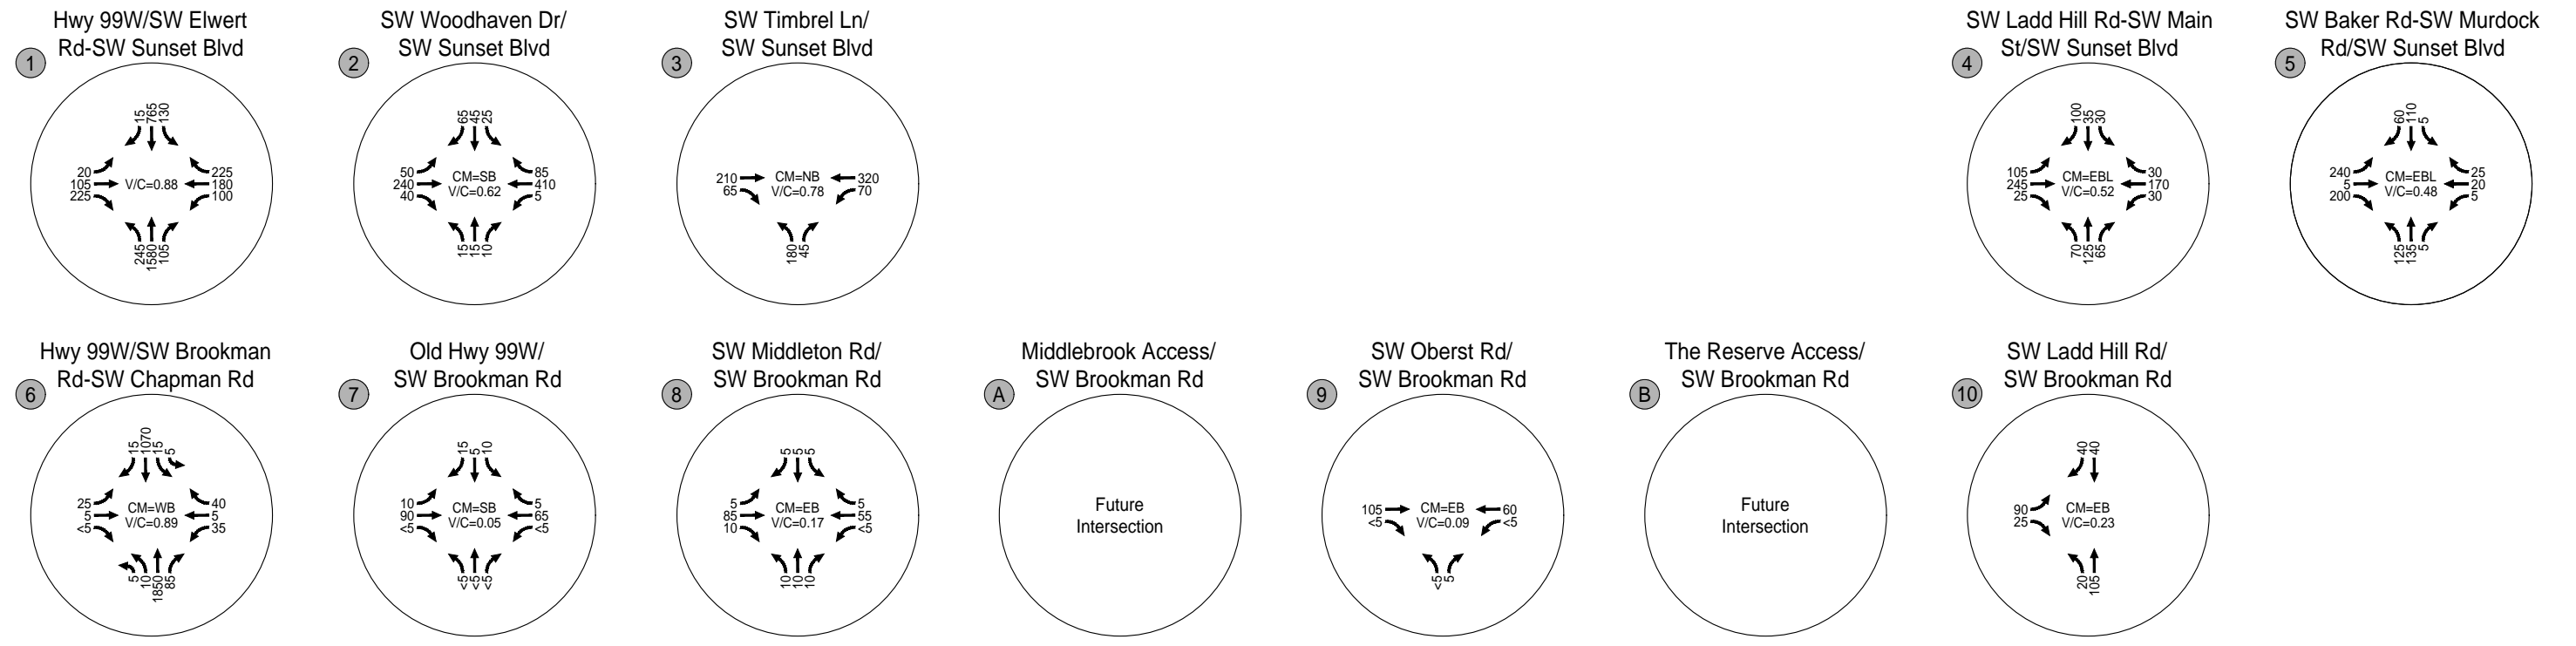 Hwy 99W/SW Elwert
Rd-SW Sunset Blvd
1
15
765
130
20
105
225
V/C=0.88
225
180
100
245
1580
105
SW Woodhaven Dr/
SW Sunset Blvd
2
65
45
25
50
240
40
CM=SB
V/C=0.62
85
410
5
15
15
10
SW Timbrel Ln/
SW Sunset Blvd
3
210
65
CM=NB
V/C=0.78
320
70
180
45
SW Ladd Hill Rd-SW Main
St/SW Sunset Blvd
4
100
35
30
105
245
25
CM=EBL
V/C=0.52
30
170
30
70
125
65
SW Baker Rd-SW Murdock
Rd/SW Sunset Blvd
5
60
110
5
240
5
200
CM=EBL
V/C=0.48
25
20
5
125
135
5
Hwy 99W/SW Brookman
Rd-SW Chapman Rd
6
15
1070
15
5
25
5
<5
CM=WB
V/C=0.89
40
5
35
5
10
1850
85
Old Hwy 99W/
SW Brookman Rd
7
15
5
10
10
90
<5
CM=SB
V/C=0.05
5
65
<5
<5
<5
<5
SW Middleton Rd/
SW Brookman Rd
8
5
5
5
5
85
10
CM=EB
V/C=0.17
5
55
<5
10
10
10
Middlebrook Access/
SW Brookman Rd
A
Future
Intersection
SW Oberst Rd/
SW Brookman Rd
9
105
<5
CM=EB
V/C=0.09
60
<5
<5
5
The Reserve Access/
SW Brookman Rd
B
Future
Intersection
SW Ladd Hill Rd/
SW Brookman Rd
10
40
40
90
25
CM=EB
V/C=0.23
20
105